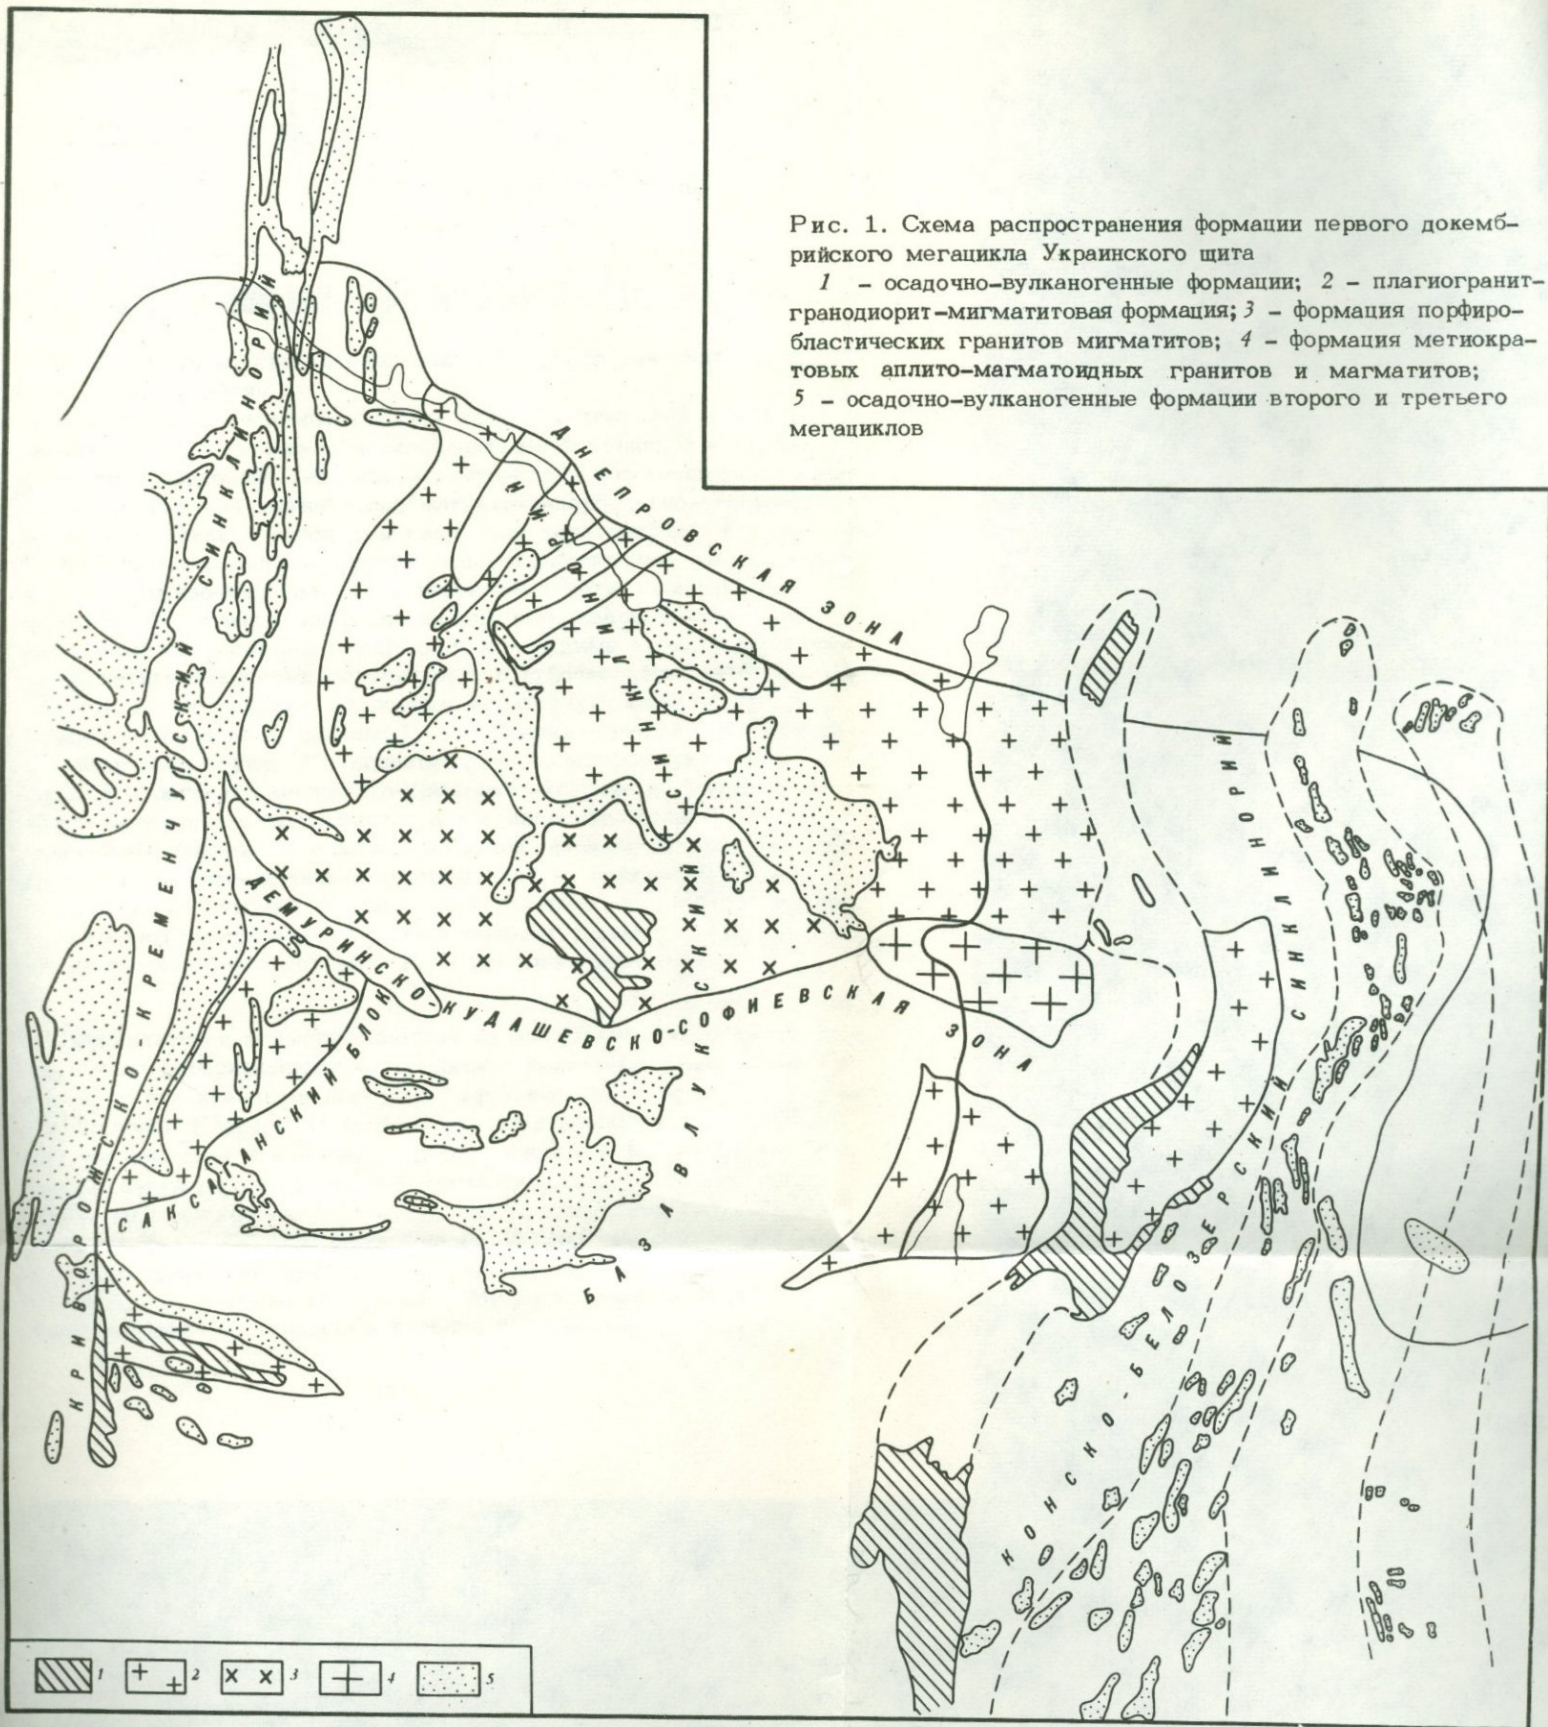 Рис. 1. Схема распространения формации первого докемб-
рийского мегацикла Украинского щита
1 – осадочно-вулканогенные формации; 2 – плагиогранит-
гранодиорит-мигматитовая формация; 3 – формация порфиро-
бластических гранитов мигматитов; 4 – формация метиокра-
товых аплито-магматоидных гранитов и магматитов;
5 – осадочно-вулканогенные формации второго и третьего
мегациклов
КРИВОРОЖСКО-КРЕМЕНЧУГСКИЙ СИНКЛИНОРИЙ
ДНЕПРОВСКАЯ ЗОНА
БАЗАВЛУКСКИЙ СИНКЛИНОРИЙ
ДЕМУРИНСКО-КУДАШЕВСКО-СОФИЕВСКАЯ ЗОНА
САКСАГАНСКИЙ БЛОК
КОНСКО-БЕЛОЗЕРСКИЙ СИНКЛИНОРИЙ
1 2 3 4 5